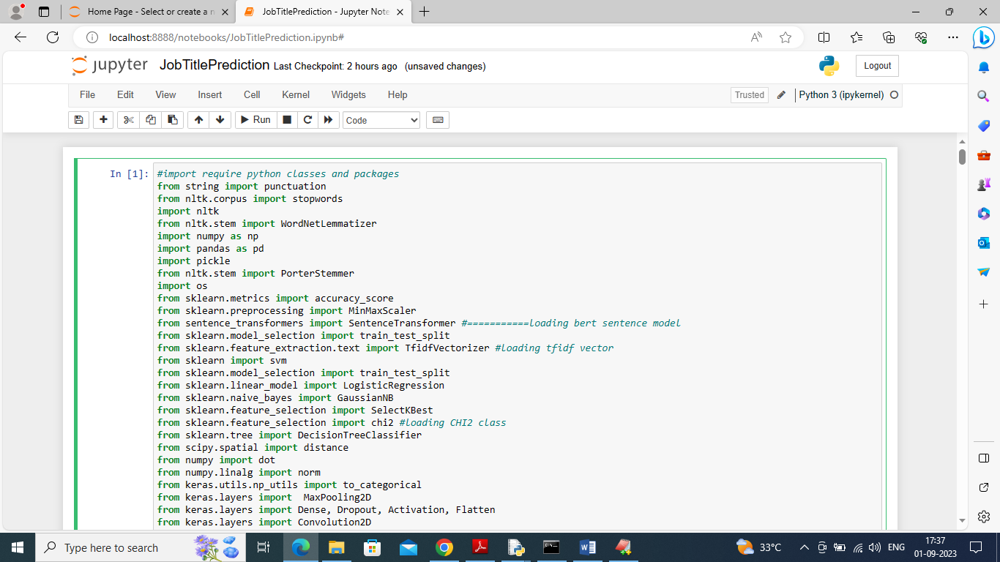 Home Page - Select or create a n
JobTitlePrediction - Jupyter Note
localhost:8888/notebooks/JobTitlePrediction.ipynb#
jupyter JobTitlePrediction Last Checkpoint: 2 hours ago (unsaved changes)
Logout
File Edit View Insert Cell Kernel Widgets Help
Trusted
Python 3 (ipykernel)
Run
Code
In [1]:
#import require python classes and packages
from string import punctuation
from nltk.corpus import stopwords
import nltk
from nltk.stem import WordNetLemmatizer
import numpy as np
import pandas as pd
import pickle
from nltk.stem import PorterStemmer
import os
from sklearn.metrics import accuracy_score
from sklearn.preprocessing import MinMaxScaler
from sentence_transformers import SentenceTransformer #===========loading bert sentence model
from sklearn.model_selection import train_test_split
from sklearn.feature_extraction.text import TfidfVectorizer #loading tfidf vector
from sklearn import svm
from sklearn.model_selection import train_test_split
from sklearn.linear_model import LogisticRegression
from sklearn.naive_bayes import GaussianNB
from sklearn.feature_selection import SelectKBest
from sklearn.feature_selection import chi2 #loading CHI2 class
from sklearn.tree import DecisionTreeClassifier
from scipy.spatial import distance
from numpy import dot
from numpy.linalg import norm
from keras.utils.np_utils import to_categorical
from keras.layers import  MaxPooling2D
from keras.layers import Dense, Dropout, Activation, Flatten
from keras.layers import Convolution2D
Type here to search
33°C
ENG
17:37
01-09-2023